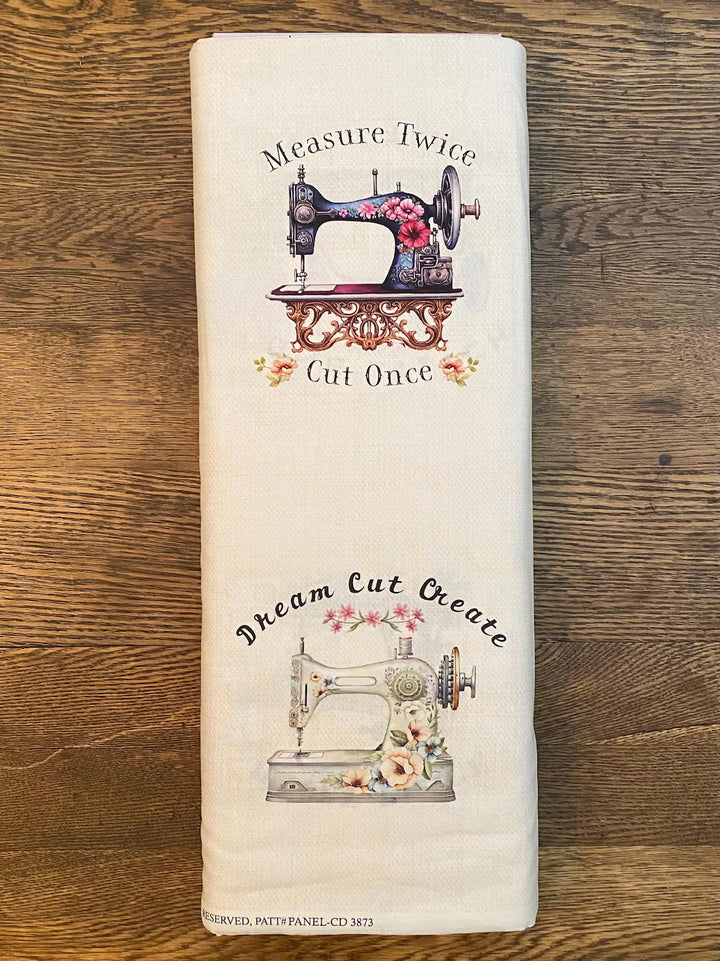 Measure Twice
Cut Once
Dream Cut Create
RESERVED, PATT# PANEL-CD 3873